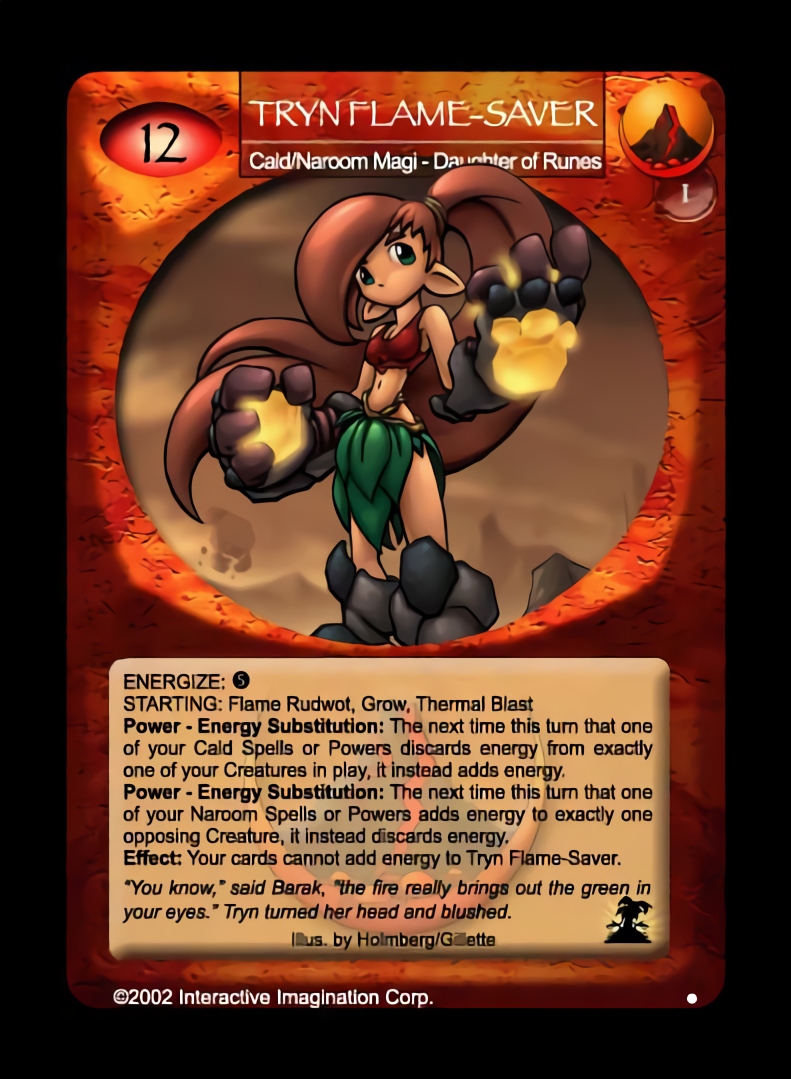 12
TRYN FLAME-SAVER
Cald/Naroom Magi - Daughter of Runes
I
ENERGIZE: 5
STARTING: Flame Rudwot, Grow, Thermal Blast
Power - Energy Substitution: The next time this turn that one
of your Cald Spells or Powers discards energy from exactly
one of your Creatures in play, it instead adds energy.
Power - Energy Substitution: The next time this turn that one
of your Naroom Spells or Powers adds energy to exactly one
opposing Creature, it instead discards energy.
Effect: Your cards cannot add energy to Tryn Flame-Saver.
"You know," said Barak, "the fire really brings out the green in
your eyes." Tryn turned her head and blushed.
Illus. by Holmberg/Gillette
©2002 Interactive Imagination Corp.